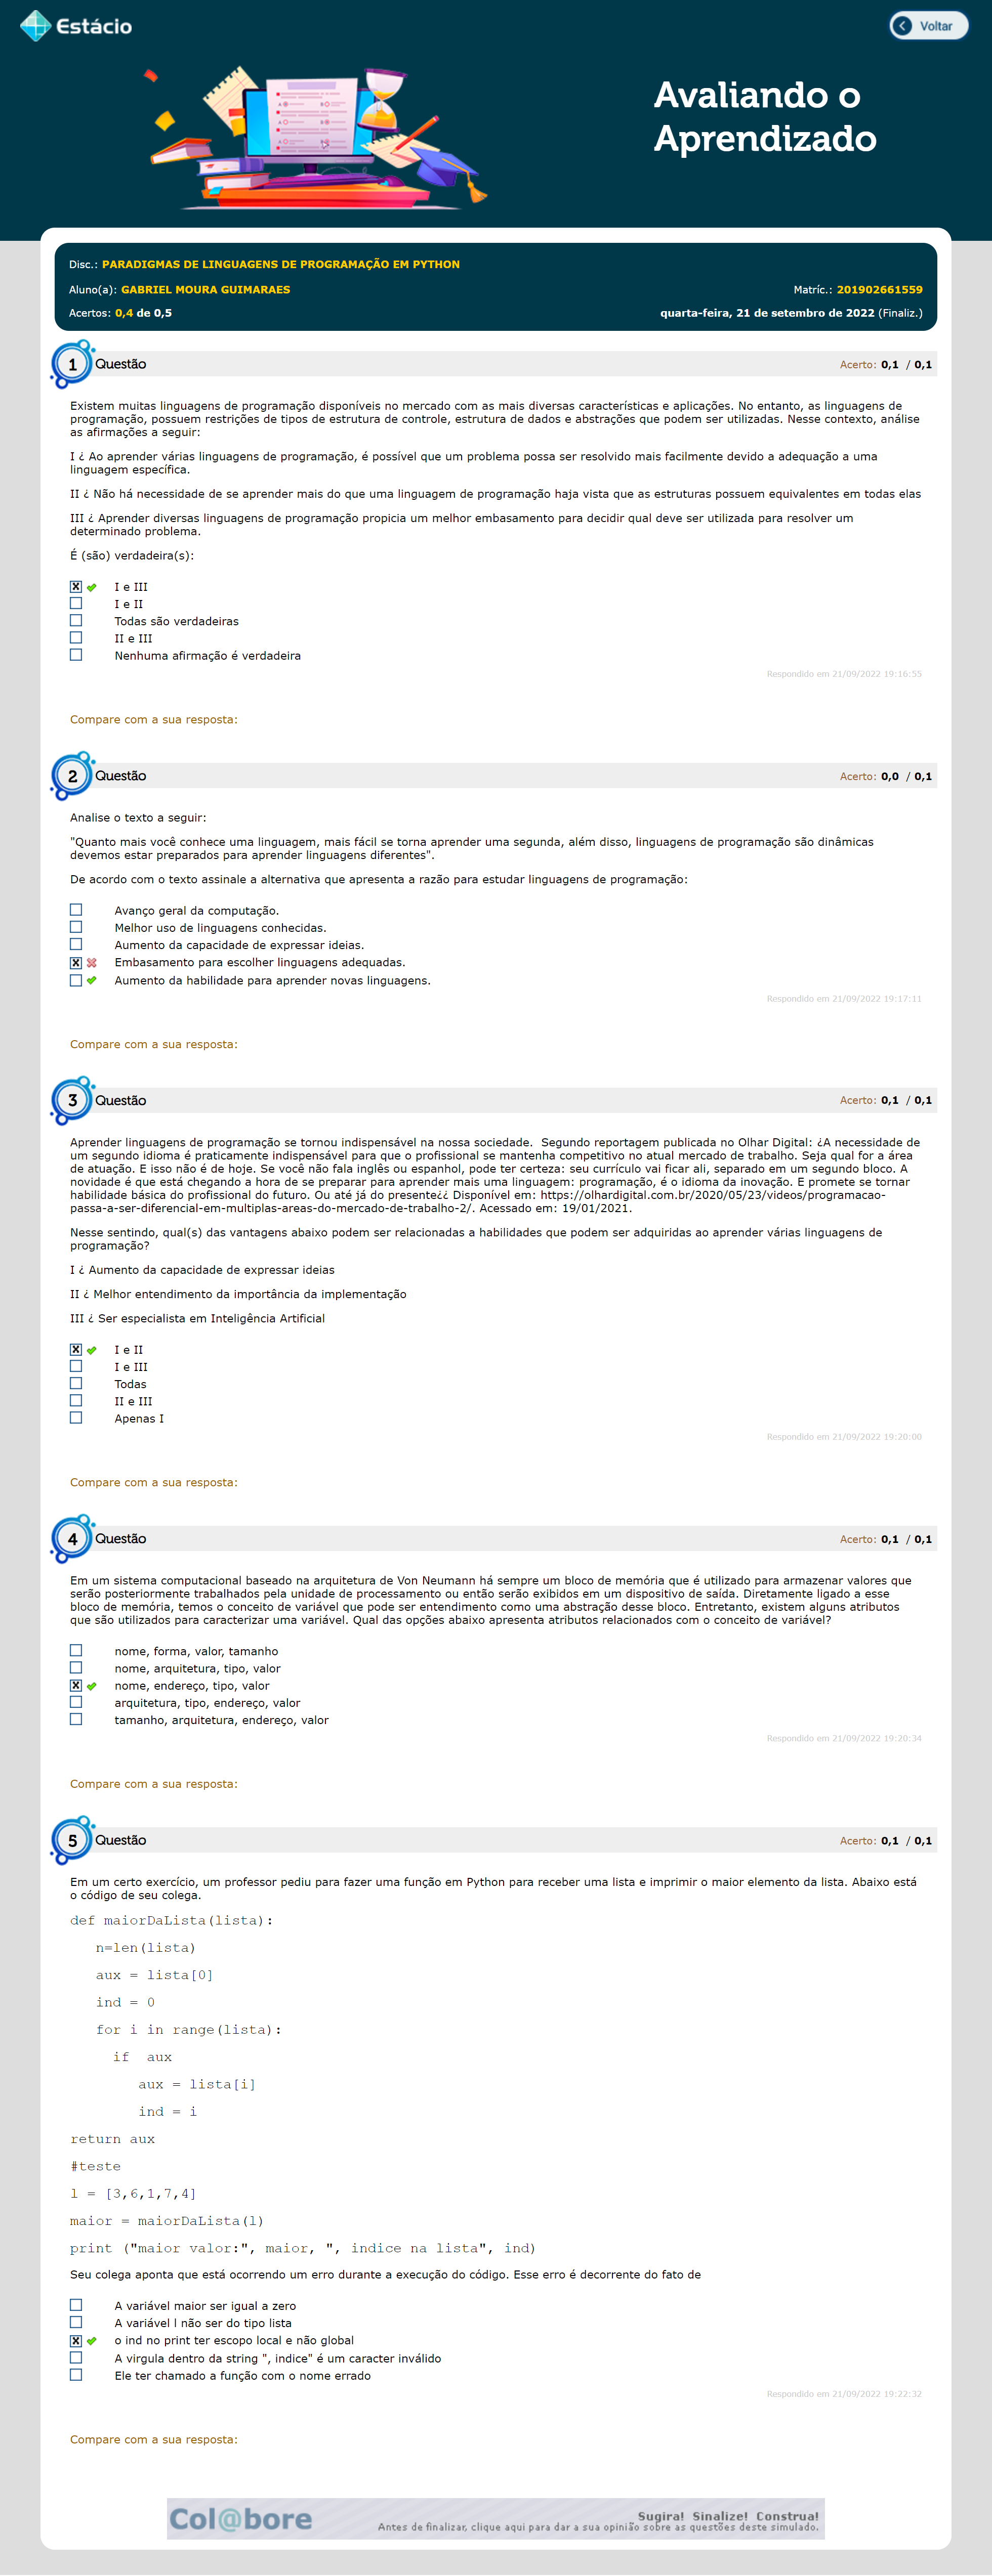 Estácio
Voltar
Avaliando o
Aprendizado
Disc.: PARADIGMAS DE LINGUAGENS DE PROGRAMAÇÃO EM PYTHON
Aluno(a): GABRIEL MOURA GUIMARAES
Matríc.: 201902661559
Acertos: 0,4 de 0,5
quarta-feira, 21 de setembro de 2022 (Finaliz.)
1 Questão
Acerto: 0,1 / 0,1
Existem muitas linguagens de programação disponíveis no mercado com as mais diversas características e aplicações. No entanto, as linguagens de
programação, possuem restrições de tipos de estrutura de controle, estrutura de dados e abstrações que podem ser utilizadas. Nesse contexto, análise
as afirmações a seguir:
I ¿ Ao aprender várias linguagens de programação, é possível que um problema possa ser resolvido mais facilmente devido a adequação a uma
linguagem específica.
II ¿ Não há necessidade de se aprender mais do que uma linguagem de programação haja vista que as estruturas possuem equivalentes em todas elas
III ¿ Aprender diversas linguagens de programação propicia um melhor embasamento para decidir qual deve ser utilizada para resolver um
determinado problema.
É (são) verdadeira(s):
X I e III
I e II
Todas são verdadeiras
II e III
Nenhuma afirmação é verdadeira
Respondido em 21/09/2022 19:16:55
Compare com a sua resposta:
2 Questão
Acerto: 0,0 / 0,1
Analise o texto a seguir:
"Quanto mais você conhece uma linguagem, mais fácil se torna aprender uma segunda, além disso, linguagens de programação são dinâmicas
devemos estar preparados para aprender linguagens diferentes".
De acordo com o texto assinale a alternativa que apresenta a razão para estudar linguagens de programação:
Avanço geral da computação.
Melhor uso de linguagens conhecidas.
Aumento da capacidade de expressar ideias.
X Embasamento para escolher linguagens adequadas.
Aumento da habilidade para aprender novas linguagens.
Respondido em 21/09/2022 19:17:11
Compare com a sua resposta:
3 Questão
Acerto: 0,1 / 0,1
Aprender linguagens de programação se tornou indispensável na nossa sociedade.  Segundo reportagem publicada no Olhar Digital: ¿A necessidade de
um segundo idioma é praticamente indispensável para que o profissional se mantenha competitivo no atual mercado de trabalho. Seja qual for a área
de atuação. E isso não é de hoje. Se você não fala inglês ou espanhol, pode ter certeza: seu currículo vai ficar ali, separado em um segundo bloco. A
novidade é que está chegando a hora de se preparar para aprender mais uma linguagem: programação, é o idioma da inovação. E promete se tornar
habilidade básica do profissional do futuro. Ou até já do presente¿¿ Disponível em: https://olhardigital.com.br/2020/05/23/videos/programacao-
passa-a-ser-diferencial-em-multiplas-areas-do-mercado-de-trabalho-2/. Acessado em: 19/01/2021.
Nesse sentindo, qual(s) das vantagens abaixo podem ser relacionadas a habilidades que podem ser adquiridas ao aprender várias linguagens de
programação?
I ¿ Aumento da capacidade de expressar ideias
II ¿ Melhor entendimento da importância da implementação
III ¿ Ser especialista em Inteligência Artificial
X I e II
I e III
Todas
II e III
Apenas I
Respondido em 21/09/2022 19:20:00
Compare com a sua resposta:
4 Questão
Acerto: 0,1 / 0,1
Em um sistema computacional baseado na arquitetura de Von Neumann há sempre um bloco de memória que é utilizado para armazenar valores que
serão posteriormente trabalhados pela unidade de processamento ou então serão exibidos em um dispositivo de saída. Diretamente ligado a esse
bloco de memória, temos o conceito de variável que pode ser entendimento como uma abstração desse bloco. Entretanto, existem alguns atributos
que são utilizados para caracterizar uma variável. Qual das opções abaixo apresenta atributos relacionados com o conceito de variável?
nome, forma, valor, tamanho
nome, arquitetura, tipo, valor
X nome, endereço, tipo, valor
arquitetura, tipo, endereço, valor
tamanho, arquitetura, endereço, valor
Respondido em 21/09/2022 19:20:34
Compare com a sua resposta:
5 Questão
Acerto: 0,1 / 0,1
Em um certo exercício, um professor pediu para fazer uma função em Python para receber uma lista e imprimir o maior elemento da lista. Abaixo está
o código de seu colega.
def maiorDaLista(lista):
n=len(lista)
aux = lista[0]
ind = 0
for i in range(lista):
if  aux
aux = lista[i]
ind = i
return aux
#teste
l = [3,6,1,7,4]
maior = maiorDaLista(l)
print ("maior valor:", maior, ", indice na lista", ind)
Seu colega aponta que está ocorrendo um erro durante a execução do código. Esse erro é decorrente do fato de
A variável maior ser igual a zero
A variável l não ser do tipo lista
X o ind no print ter escopo local e não global
A virgula dentro da string ", indice" é um caracter inválido
Ele ter chamado a função com o nome errado
Respondido em 21/09/2022 19:22:32
Compare com a sua resposta:
Col@bore
Sugira! Sinalize! Construa!
Antes de finalizar, clique aqui para dar a sua opinião sobre as questões deste simulado.